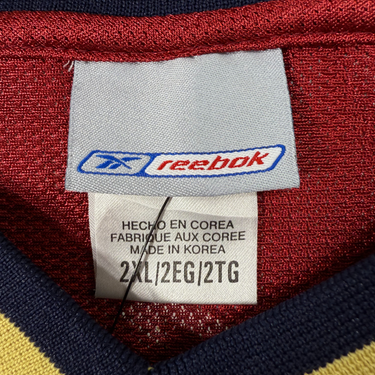 reebok
HECHO EN COREA
FABRIQUE AUX COREE
MADE IN KOREA
2XL/2EG/2TG